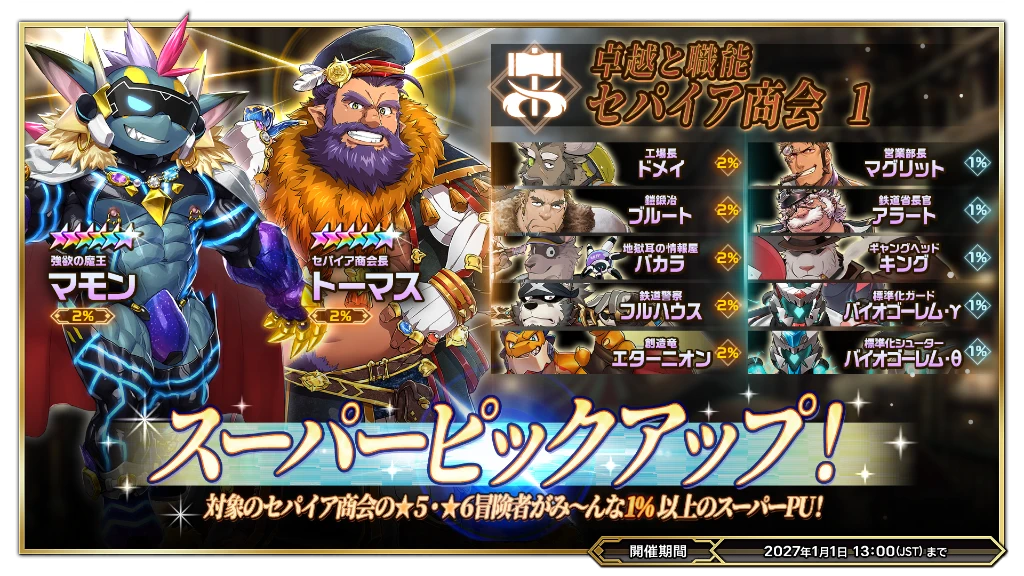 卓越と職能
セパイア商会 1
強欲の魔王
マモン
2%
セパイア商会長
トーマス
2%
工場長
ドメイ
2%
鎧鍛冶
ブルート
2%
地獄耳の情報屋
バカラ
2%
鉄道警察
フルハウス
2%
創造竜
エターニオン
2%
営業部長
マグリット
1%
鉄道省長官
アラート
1%
ギャングヘッド
キング
1%
標準化ガード
バイオゴーレム・γ
1%
標準化シューター
バイオゴーレム・θ
1%
スーパーピックアップ!
対象のセパイア商会の★5・★6冒険者がみ~んな1%以上のスーパーPU!
開催期間
2027年1月1日 13:00(JST)まで